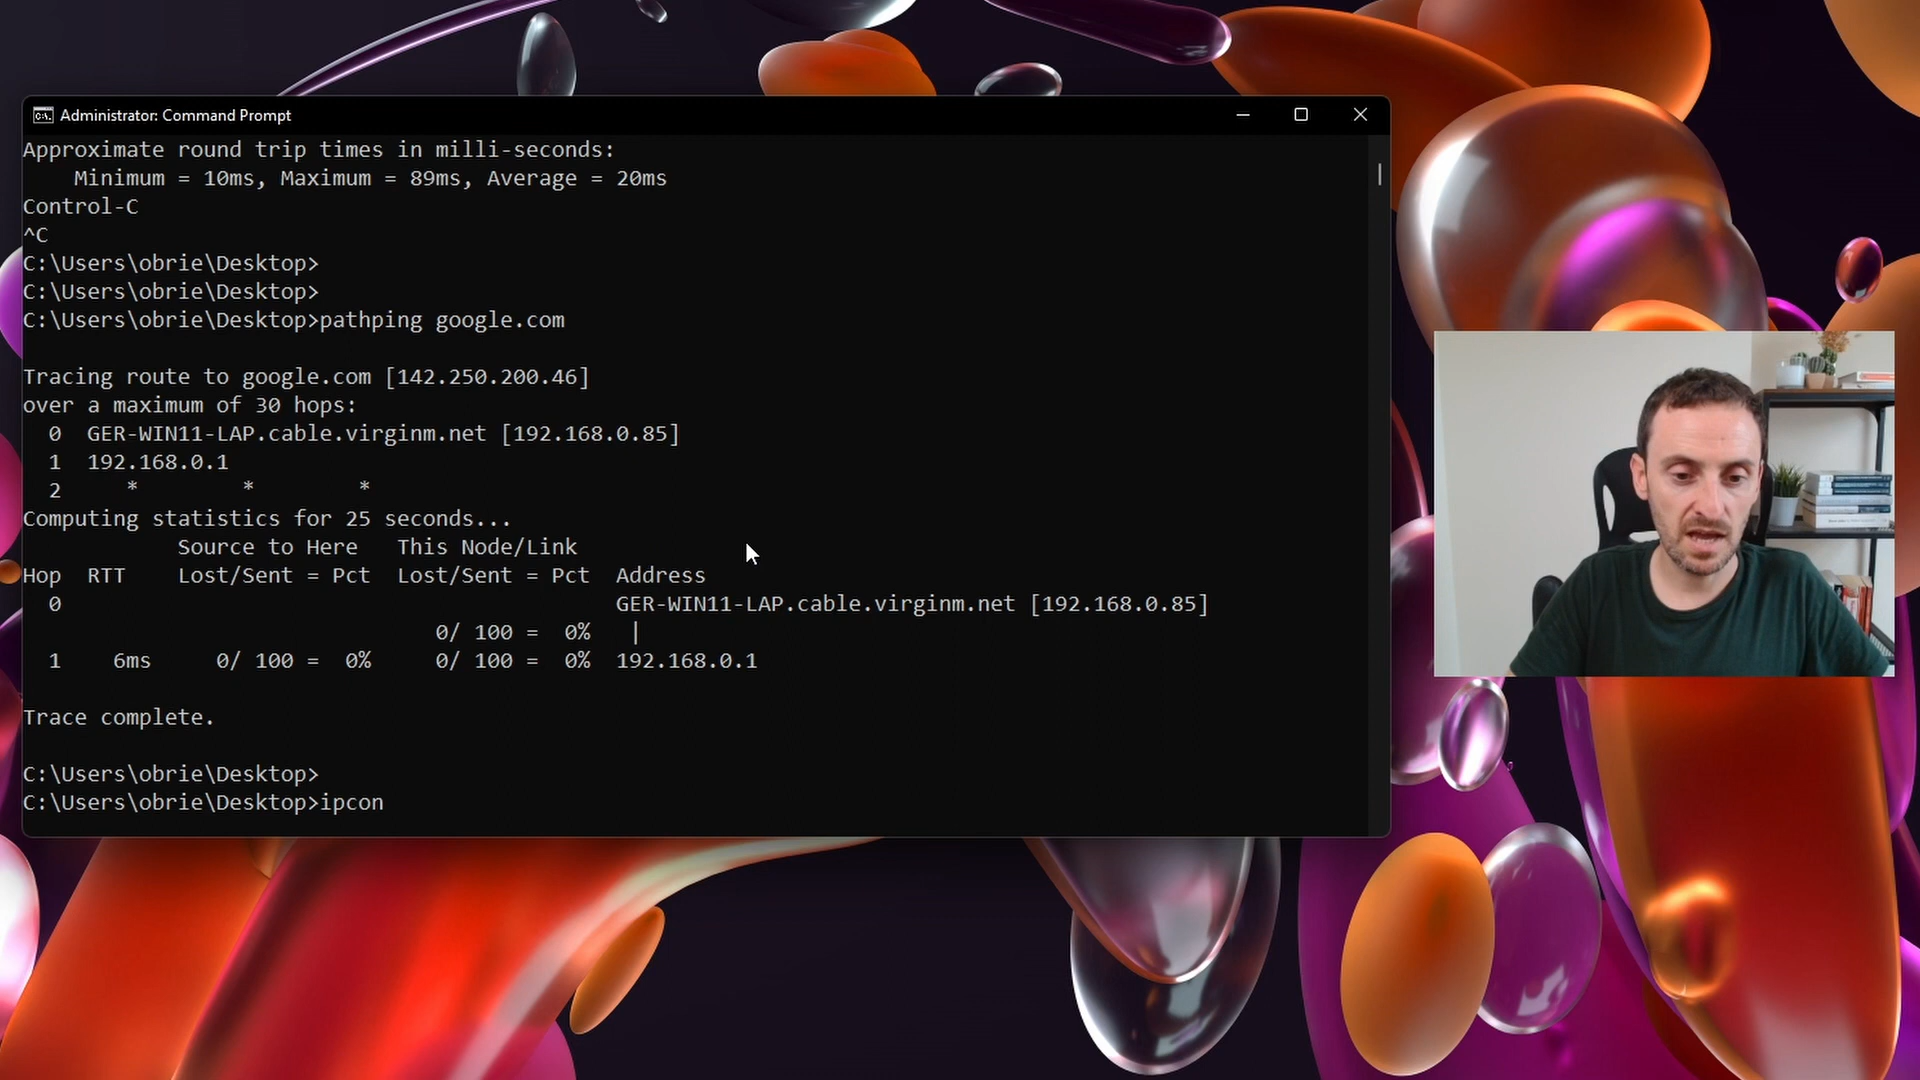 Administrator: Command Prompt
Approximate round trip times in milli-seconds:
    Minimum = 10ms, Maximum = 89ms, Average = 20ms
Control-C
^C
C:\Users\obrie\Desktop>
C:\Users\obrie\Desktop>
C:\Users\obrie\Desktop>pathping google.com
Tracing route to google.com [142.250.200.46]
over a maximum of 30 hops:
  0  GER-WIN11-LAP.cable.virginm.net [192.168.0.85]
  1  192.168.0.1
  2     *        *        *
Computing statistics for 25 seconds...
            Source to Here   This Node/Link
Hop  RTT    Lost/Sent = Pct  Lost/Sent = Pct  Address
  0                                           GER-WIN11-LAP.cable.virginm.net [192.168.0.85]
                                0/ 100 =  0%   |
  1    6ms     0/ 100 =  0%     0/ 100 =  0%  192.168.0.1
Trace complete.
C:\Users\obrie\Desktop>
C:\Users\obrie\Desktop>ipcon